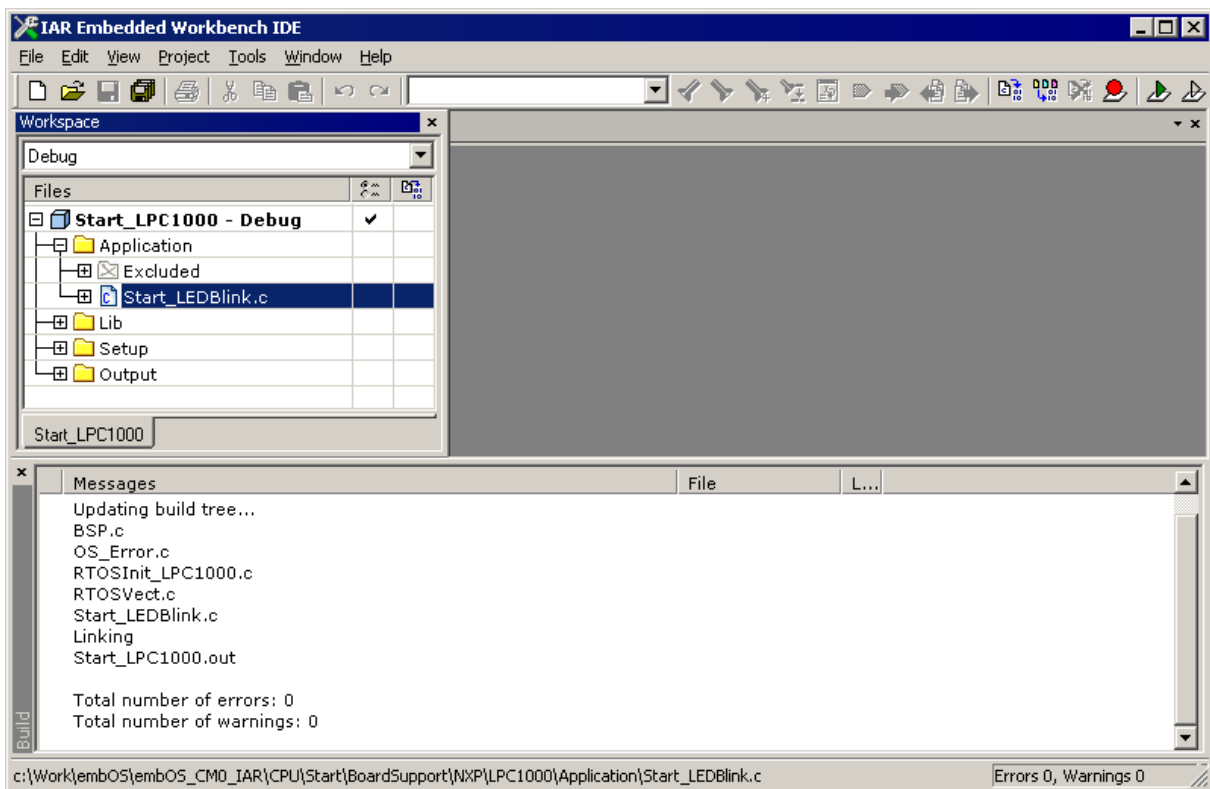 IAR Embedded Workbench IDE
File Edit View Project Tools Window Help
Workspace
Debug
Files
Start_LPC1000 - Debug
Application
Excluded
Start_LEDBlink.c
Lib
Setup
Output
Start_LPC1000
Messages File L...
Updating build tree...
BSP.c
OS_Error.c
RTOSInit_LPC1000.c
RTOSVect.c
Start_LEDBlink.c
Linking
Start_LPC1000.out
Total number of errors: 0
Total number of warnings: 0
Build
c:\Work\embOS\embOS_CM0_IAR\CPU\Start\BoardSupport\NXP\LPC1000\Application\Start_LEDBlink.c Errors 0, Warnings 0